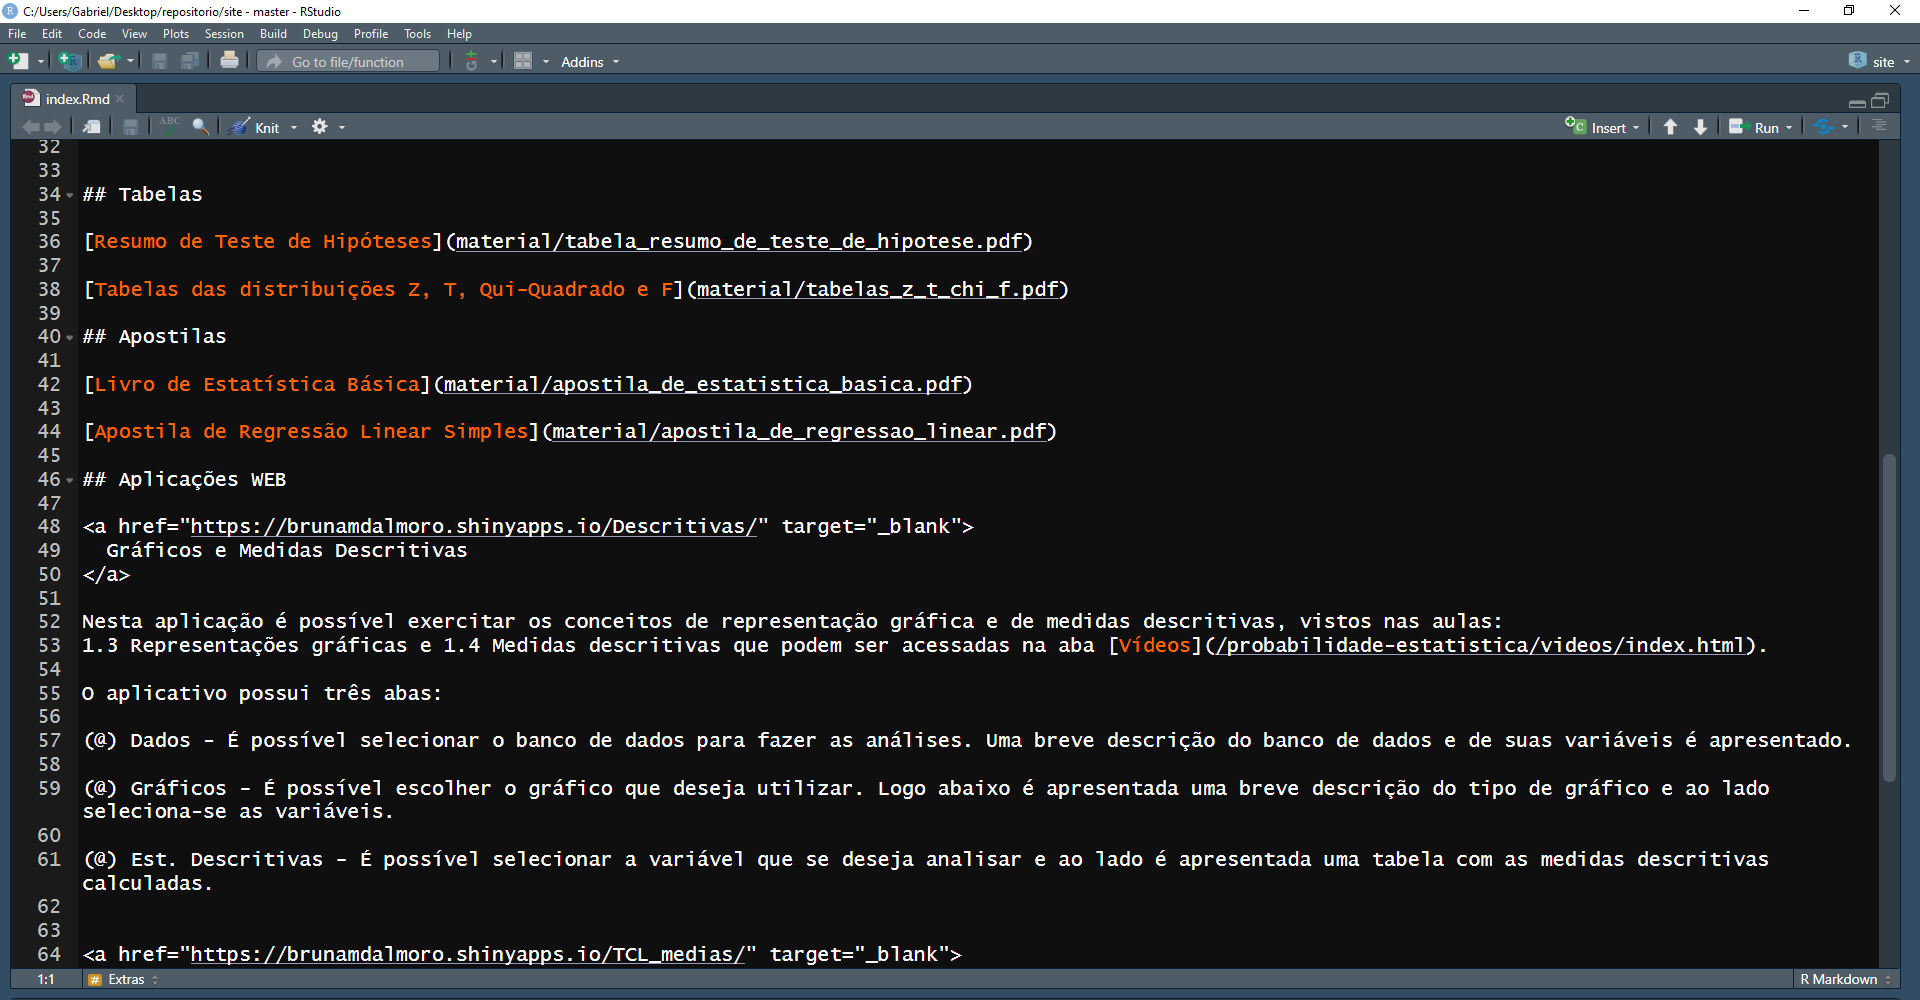 C:/Users/Gabriel/Desktop/repositorio/site - master - RStudio
File Edit Code View Plots Session Build Debug Profile Tools Help
Go to file/function Addins site
index.Rmd
ABC Knit Insert Run
32
33
34 ## Tabelas
35
36 [Resumo de Teste de Hipóteses](material/tabela_resumo_de_teste_de_hipotese.pdf)
37
38 [Tabelas das distribuições Z, T, Qui-Quadrado e F](material/tabelas_z_t_chi_f.pdf)
39
40 ## Apostilas
41
42 [Livro de Estatística Básica](material/apostila_de_estatistica_basica.pdf)
43
44 [Apostila de Regressão Linear Simples](material/apostila_de_regressao_linear.pdf)
45
46 ## Aplicações WEB
47
48 <a href="https://brunamdalmoro.shinyapps.io/Descritivas/" target="_blank">
49 Gráficos e Medidas Descritivas
50 </a>
51
52 Nesta aplicação é possível exercitar os conceitos de representação gráfica e de medidas descritivas, vistos nas aulas:
53 1.3 Representações gráficas e 1.4 Medidas descritivas que podem ser acessadas na aba [Vídeos](/probabilidade-estatistica/videos/index.html).
54
55 O aplicativo possui três abas:
56
57 (@) Dados - É possível selecionar o banco de dados para fazer as análises. Uma breve descrição do banco de dados e de suas variáveis é apresentado.
58
59 (@) Gráficos - É possível escolher o gráfico que deseja utilizar. Logo abaixo é apresentada uma breve descrição do tipo de gráfico e ao lado
seleciona-se as variáveis.
60
61 (@) Est. Descritivas - É possível selecionar a variável que se deseja analisar e ao lado é apresentada uma tabela com as medidas descritivas
calculadas.
62
63
64 <a href="https://brunamdalmoro.shinyapps.io/TCL_medias/" target="_blank">
1:1 # Extras R Markdown